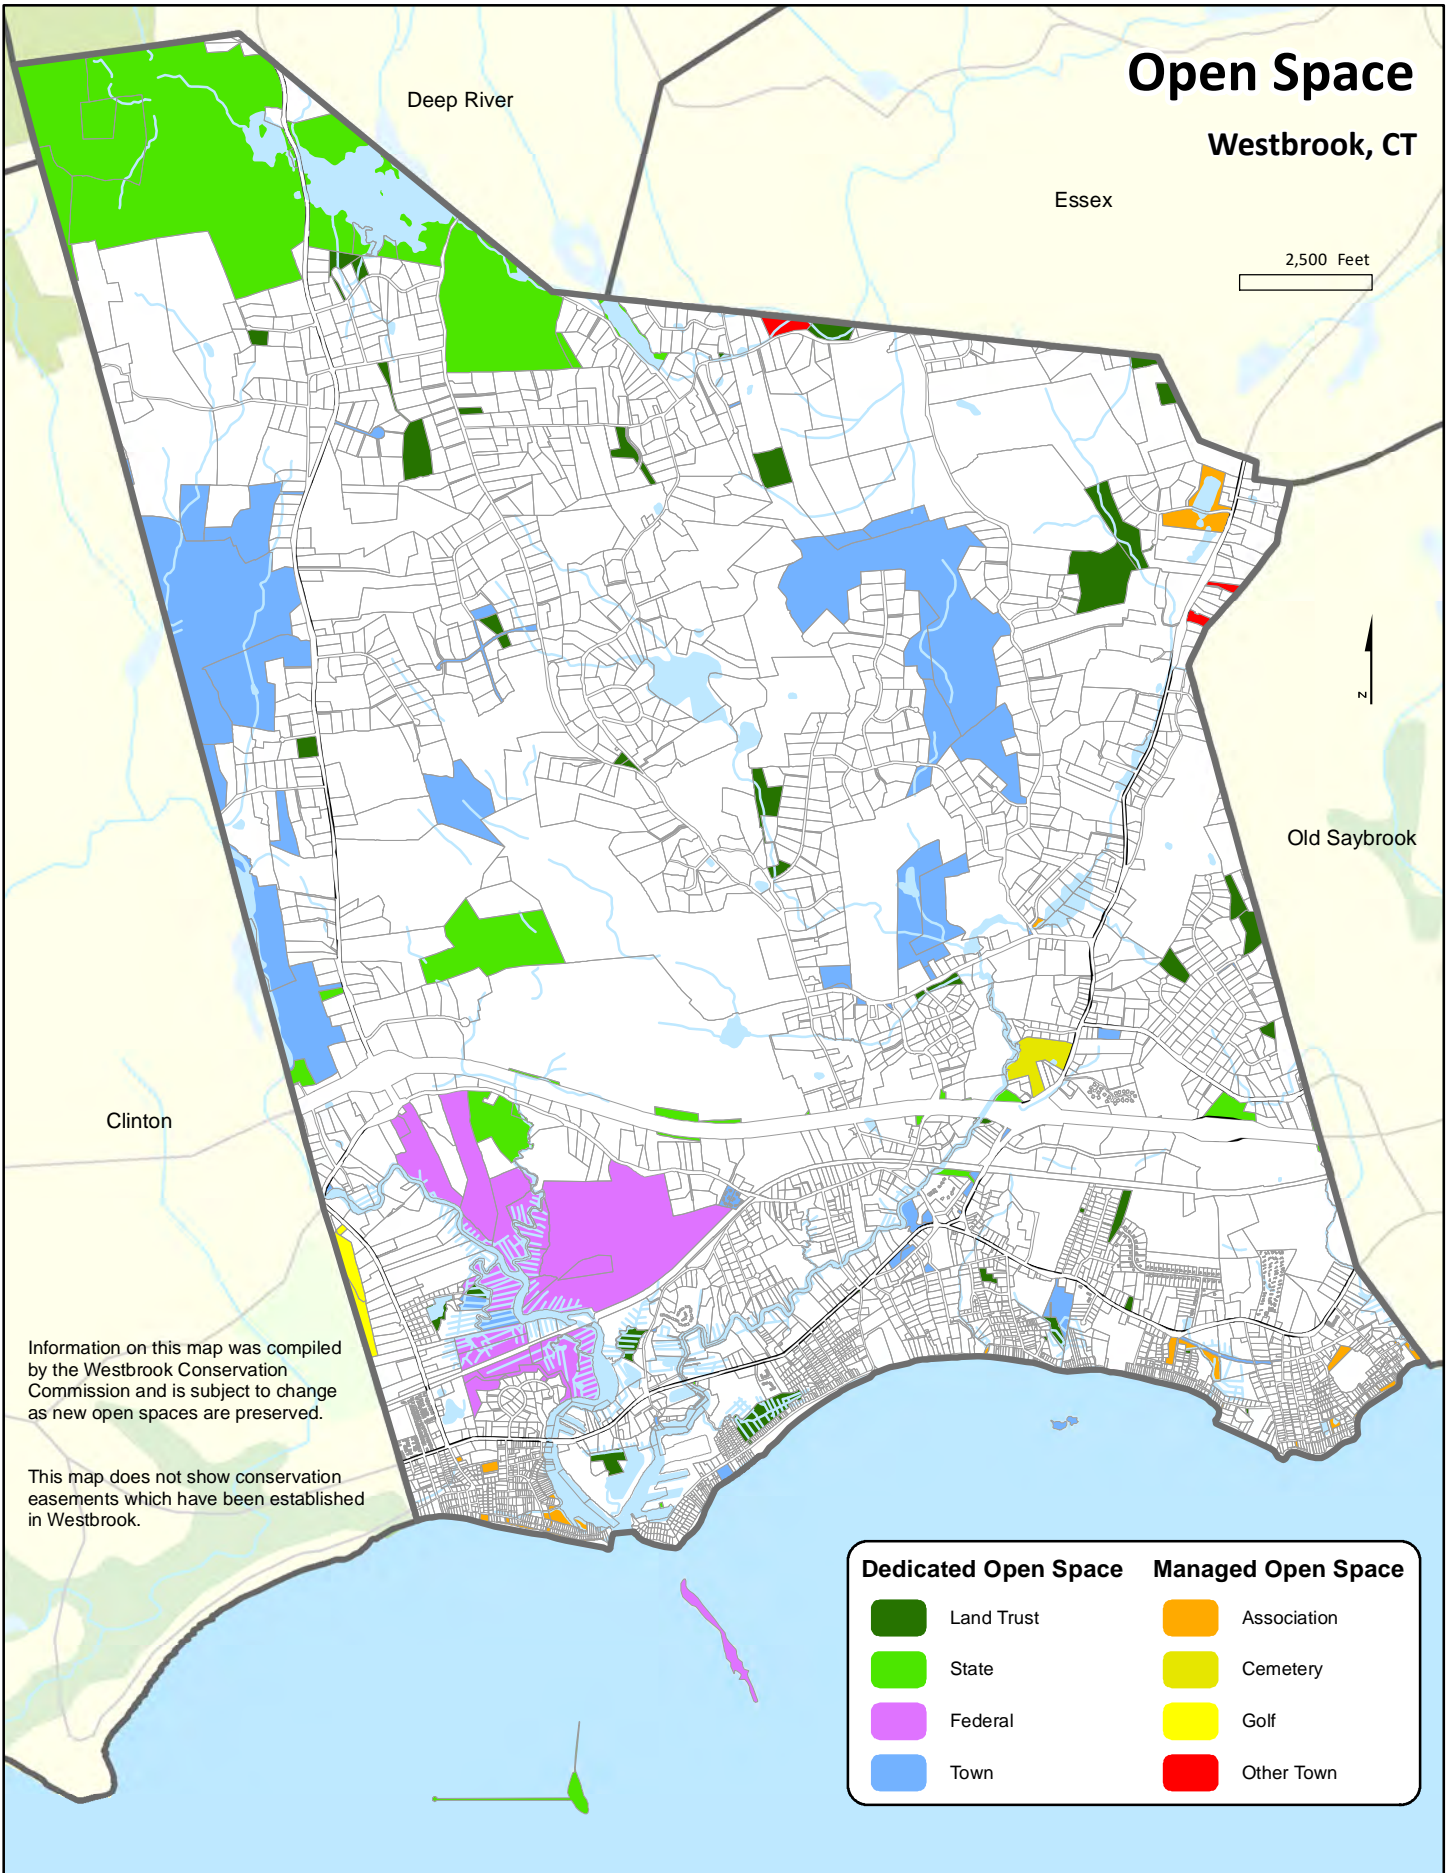 Open Space
Westbrook, CT
Deep River
Essex
2,500 Feet
N
Old Saybrook
Clinton
Information on this map was compiled
by the Westbrook Conservation
Commission and is subject to change
as new open spaces are preserved.
This map does not show conservation
easements which have been established
in Westbrook.
Dedicated Open Space
Land Trust
State
Federal
Town
Managed Open Space
Association
Cemetery
Golf
Other Town